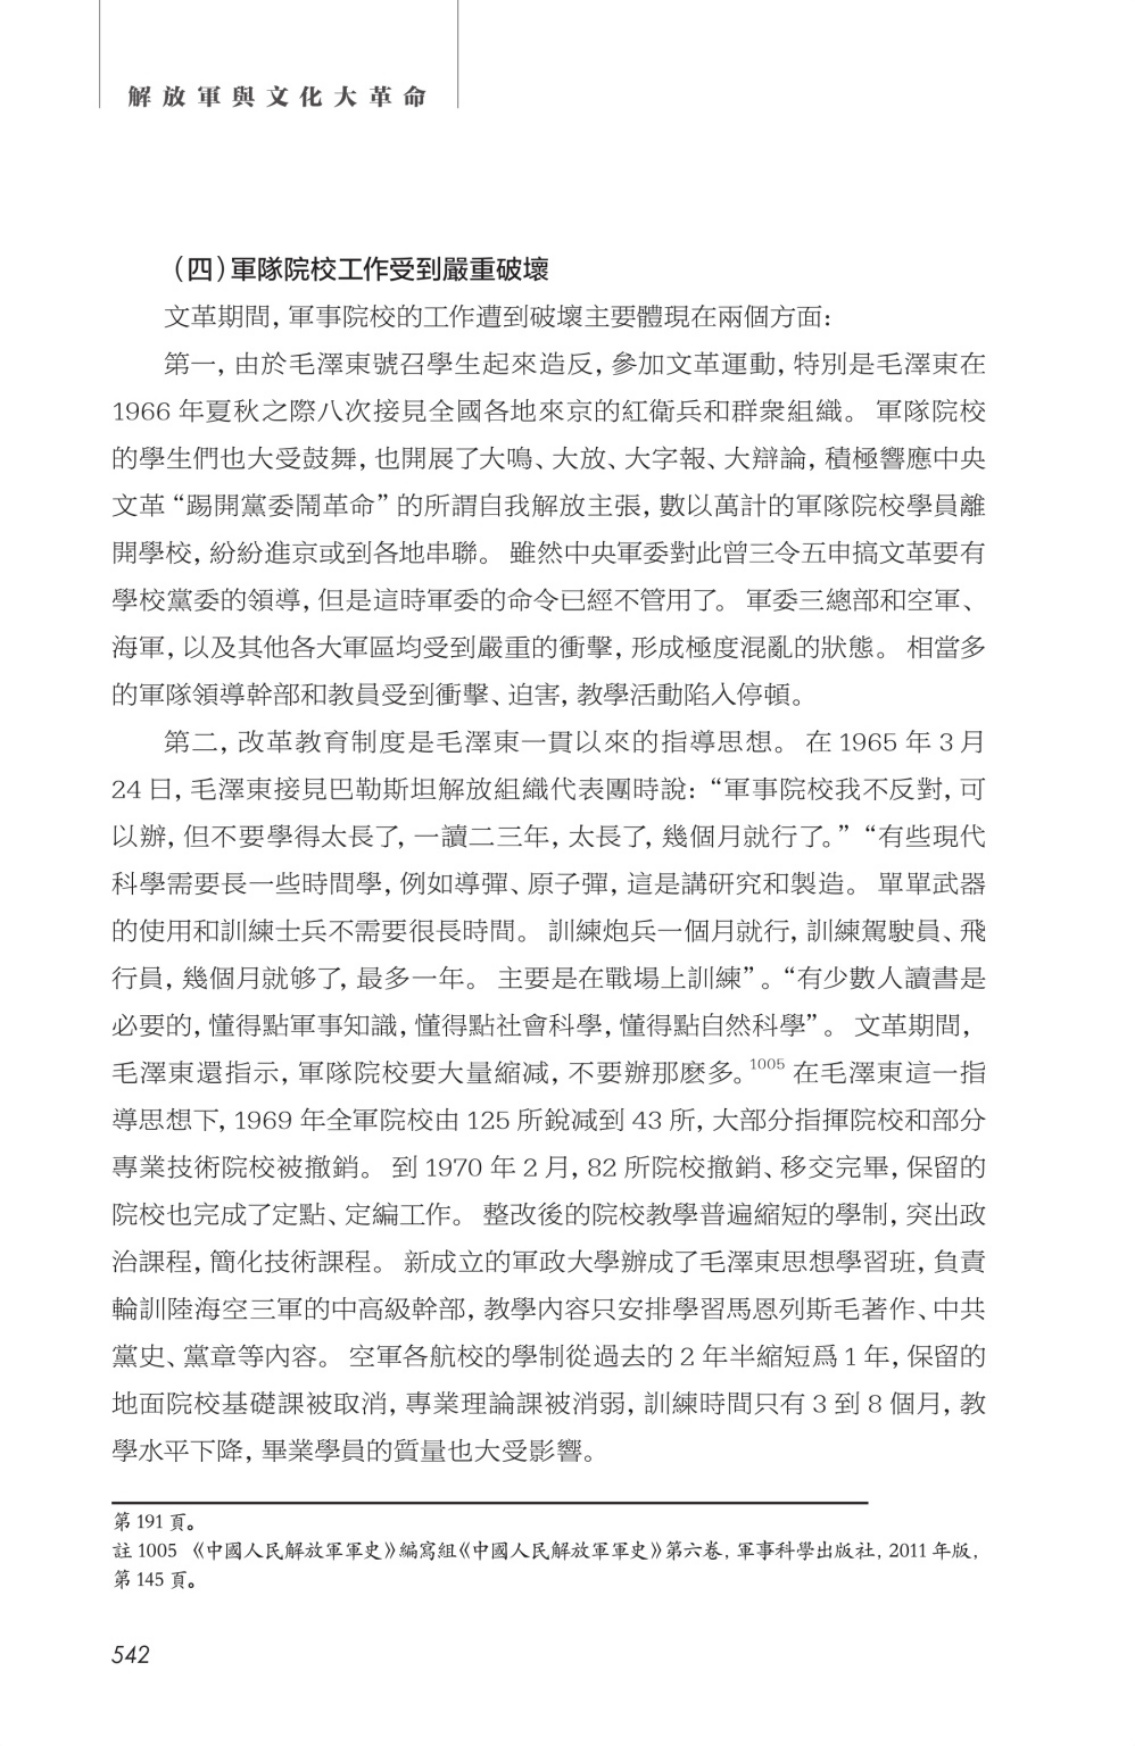 解放軍與文化大革命
（四）軍隊院校工作受到嚴重破壞
文革期間，軍事院校的工作遭到破壞主要體現在兩個方面：
第一，由於毛澤東號召學生起來造反，參加文革運動，特別是毛澤東在
1966 年夏秋之際八次接見全國各地來京的紅衛兵和群衆組織。 軍隊院校
的學生們也大受鼓舞，也開展了大鳴、大放、大字報、大辯論，積極響應中央
文革“踢開黨委鬧革命”的所謂自我解放主張，數以萬計的軍隊院校學員離
開學校，紛紛進京或到各地串聯。 雖然中央軍委對此曾三令五申搞文革要有
學校黨委的領導，但是這時軍委的命令已經不管用了。 軍委三總部和空軍、
海軍，以及其他各大軍區均受到嚴重的衝擊，形成極度混亂的狀態。 相當多
的軍隊領導幹部和教員受到衝擊、迫害，教學活動陷入停頓。
第二，改革教育制度是毛澤東一貫以來的指導思想。 在 1965 年 3 月
24 日，毛澤東接見巴勒斯坦解放組織代表團時說：“軍事院校我不反對，可
以辦，但不要學得太長了，一讀二三年，太長了，幾個月就行了。”“有些現代
科學需要長一些時間學，例如導彈、原子彈，這是講研究和製造。 單單武器
的使用和訓練士兵不需要很長時間。 訓練炮兵一個月就行，訓練駕駛員、飛
行員，幾個月就够了，最多一年。 主要是在戰場上訓練”。“有少數人讀書是
必要的，懂得點軍事知識，懂得點社會科學，懂得點自然科學”。 文革期間，
毛澤東還指示，軍隊院校要大量縮减，不要辦那麽多。1005 在毛澤東這一指
導思想下，1969 年全軍院校由 125 所銳减到 43 所，大部分指揮院校和部分
專業技術院校被撤銷。 到 1970 年 2 月，82 所院校撤銷、移交完畢，保留的
院校也完成了定點、定編工作。 整改後的院校教學普遍縮短的學制，突出政
治課程，簡化技術課程。 新成立的軍政大學辦成了毛澤東思想學習班，負責
輪訓陸海空三軍的中高級幹部，教學內容只安排學習馬恩列斯毛著作、中共
黨史、黨章等內容。 空軍各航校的學制從過去的 2 年半縮短爲 1 年，保留的
地面院校基礎課被取消，專業理論課被消弱，訓練時間只有 3 到 8 個月，教
學水平下降，畢業學員的質量也大受影響。
第 191 頁。
註 1005 《中國人民解放軍軍史》編寫組《中國人民解放軍軍史》第六卷，軍事科學出版社，2011 年版，
第 145 頁。
542